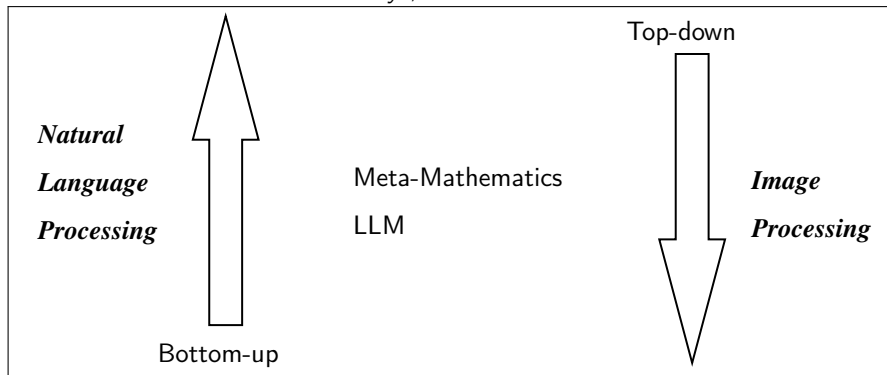 Top-down
Natural
Language
Processing
Meta-Mathematics
LLM
Image
Processing
Bottom-up